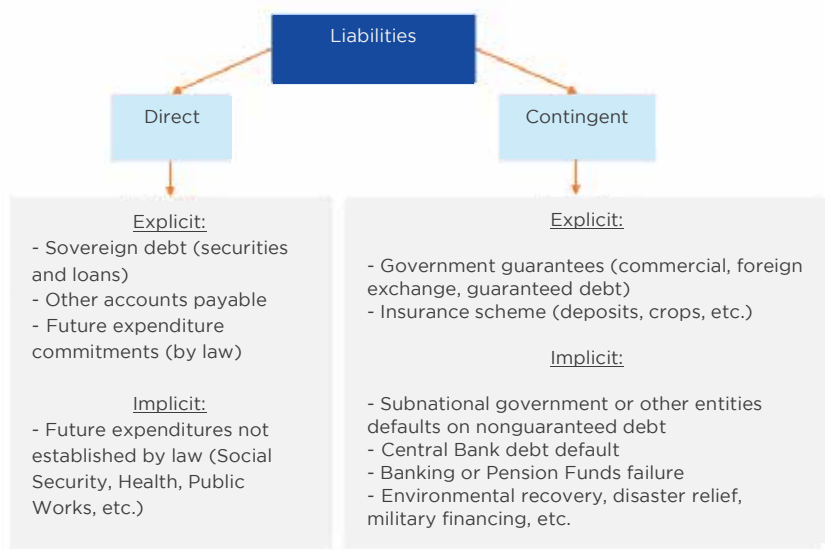 Liabilities
Direct
Contingent
Explicit:
- Sovereign debt (securities
and loans)
- Other accounts payable
- Future expenditure
commitments (by law)
Implicit:
- Future expenditures not
established by law (Social
Security, Health, Public
Works, etc.)
Explicit:
- Government guarantees (commercial, foreign
exchange, guaranteed debt)
- Insurance scheme (deposits, crops, etc.)
Implicit:
- Subnational government or other entities
defaults on nonguaranteed debt
- Central Bank debt default
- Banking or Pension Funds failure
- Environmental recovery, disaster relief,
military financing, etc.